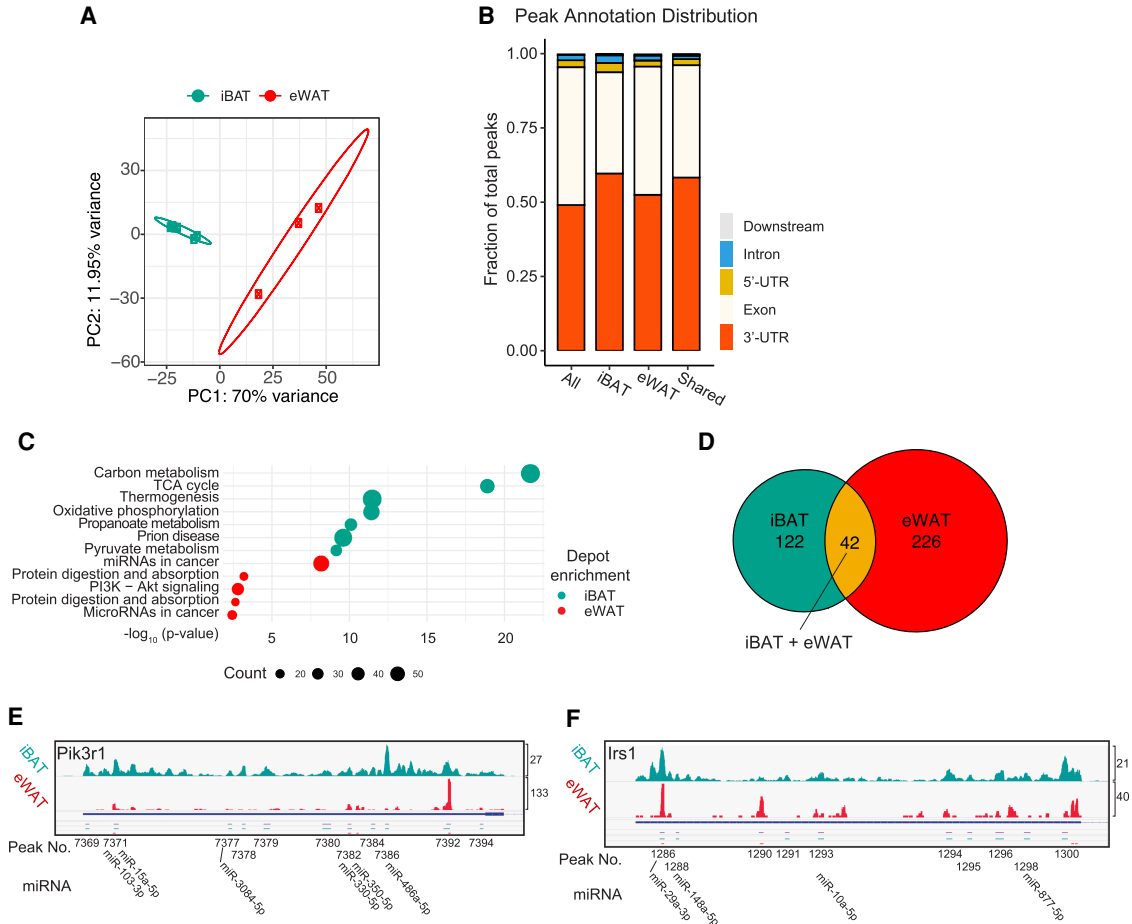 A
iBAT
eWAT
30
0
−30
−60
PC2: 11.95% variance
−25
0
25
50
PC1: 70% variance
B
Peak Annotation Distribution
1.00
0.75
0.50
0.25
0.00
Fraction of total peaks
All
iBAT
eWAT
Shared
Downstream
Intron
5'-UTR
Exon
3'-UTR
C
Carbon metabolism
TCA cycle
Thermogenesis
Oxidative phosphorylation
Propanoate metabolism
Prion disease
Pyruvate metabolism
miRNAs in cancer
Protein digestion and absorption
PI3K − Akt signaling
Protein digestion and absorption
MicroRNAs in cancer
-log10 (p-value)
5
10
15
20
Depot
enrichment
iBAT
eWAT
Count
20
30
40
50
D
iBAT
122
42
eWAT
226
iBAT + eWAT
E
iBAT
eWAT
Pik3r1
27
133
Peak No.
7369
7371
7377
7378
7379
7380
7382
7384
7386
7392
7394
miRNA
miR-103-3p
miR-15a-5p
miR-3084-5p
miR-330-5p
miR-350-5p
miR-486a-5p
F
iBAT
eWAT
Irs1
21
40
Peak No.
1286
1288
1290
1291
1293
1294
1295
1296
1298
1300
miRNA
miR-29a-3p
miR-148a-5p
miR-10a-5p
miR-877-5p